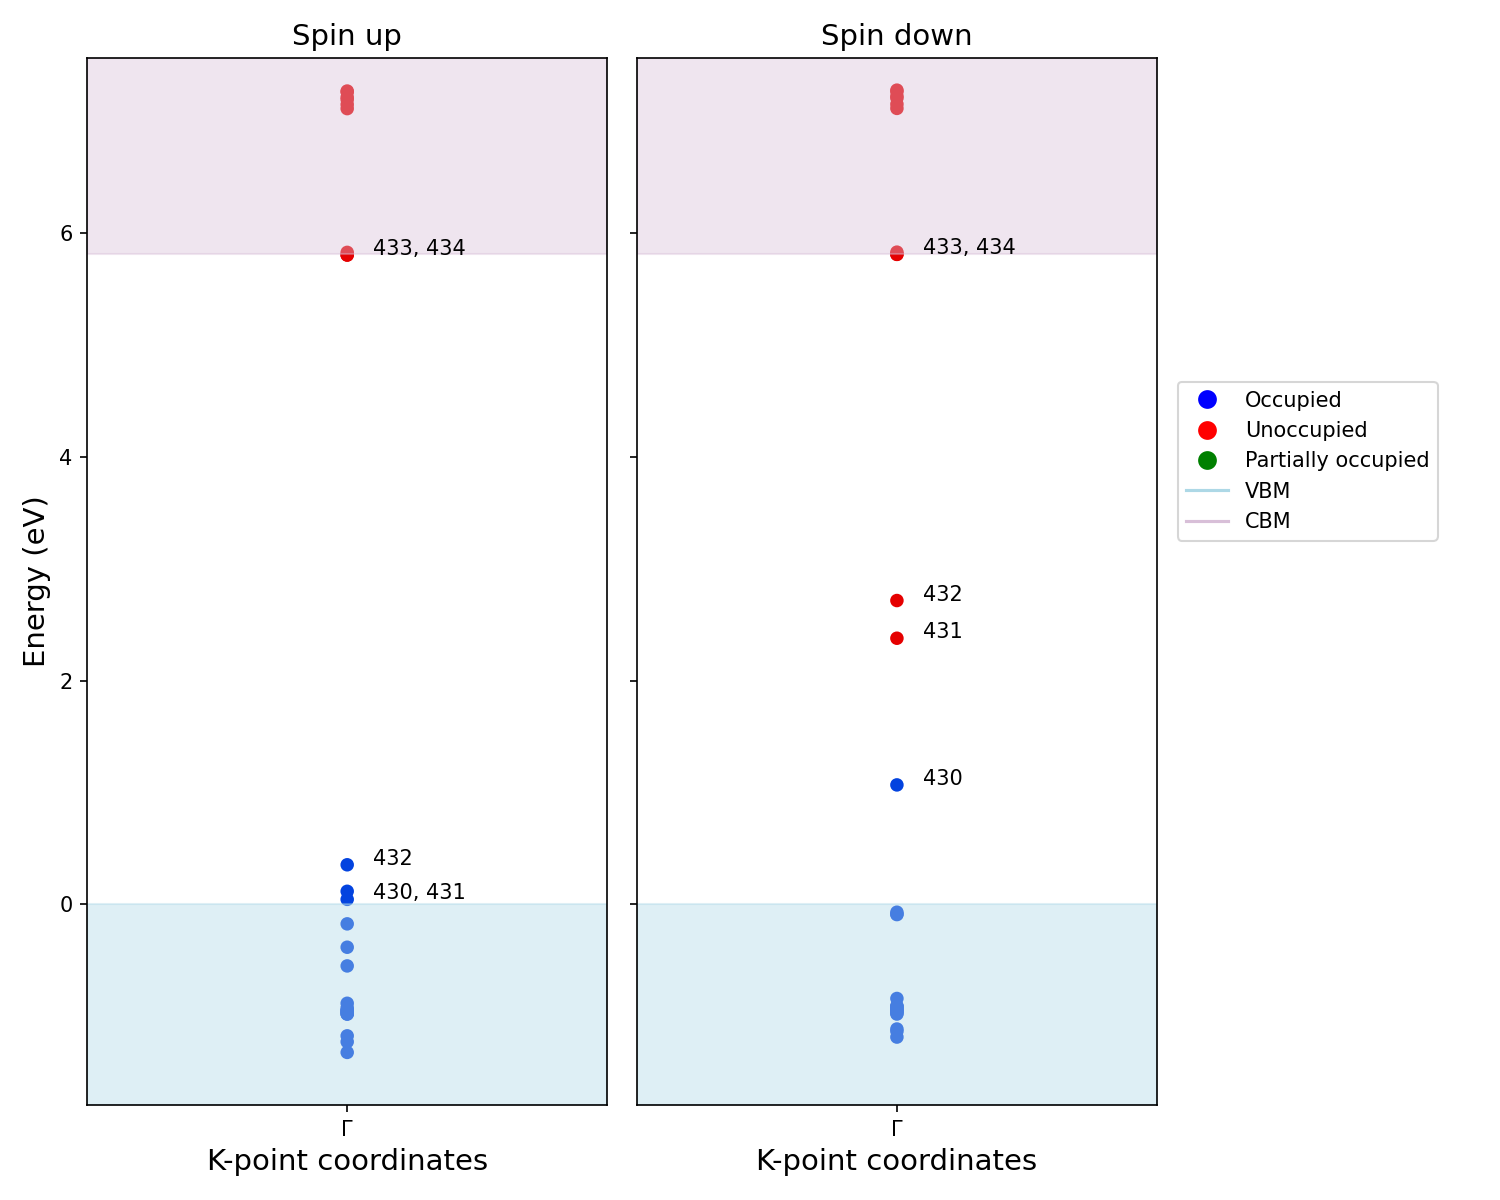 Spin up
Spin down
6
4
2
0
Energy (eV)
433, 434
432
430, 431
433, 434
432
431
430
Γ
Γ
K-point coordinates
K-point coordinates
Occupied
Unoccupied
Partially occupied
VBM
CBM